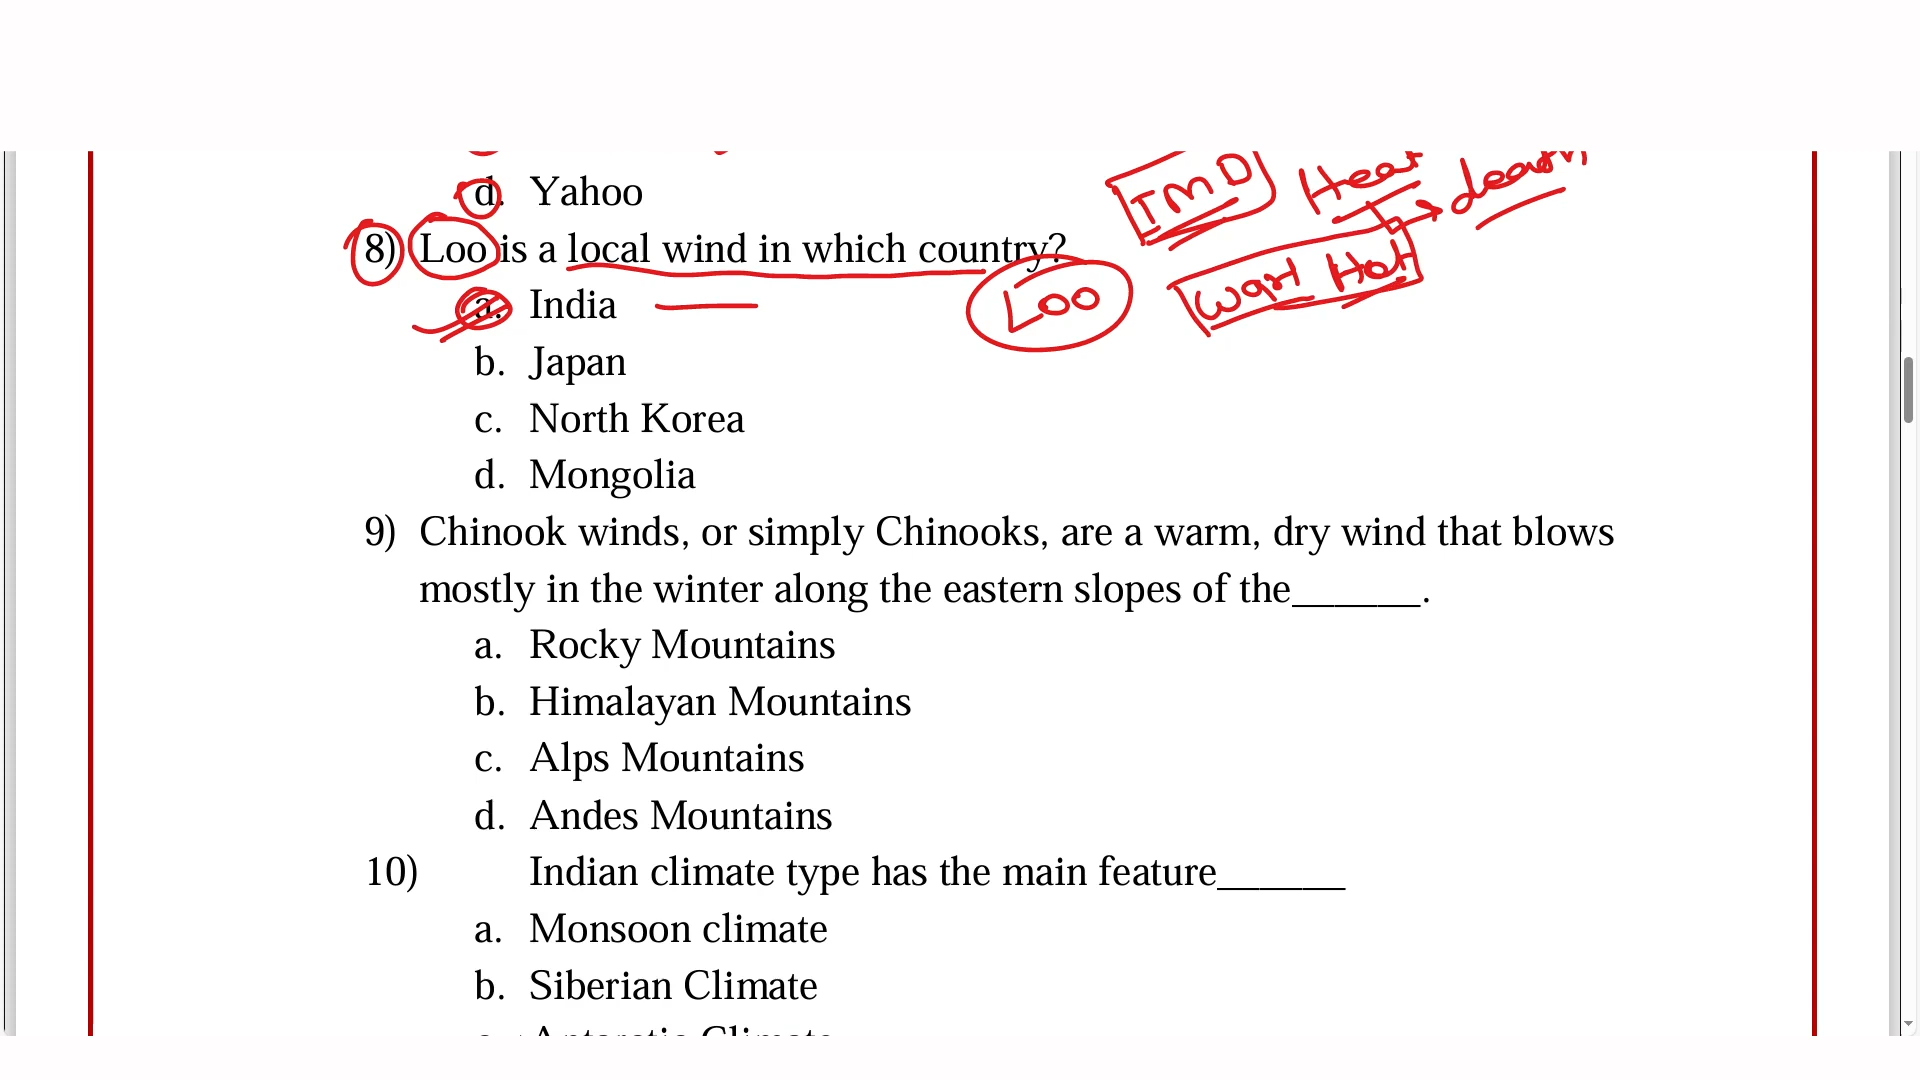 d. Yahoo
IMD Heat death
8) Loo is a local wind in which country?
Loo
Hot
a. India
b. Japan
c. North Korea
d. Mongolia
9) Chinook winds, or simply Chinooks, are a warm, dry wind that blows
mostly in the winter along the eastern slopes of the______.
a. Rocky Mountains
b. Himalayan Mountains
c. Alps Mountains
d. Andes Mountains
10) Indian climate type has the main feature______
a. Monsoon climate
b. Siberian Climate